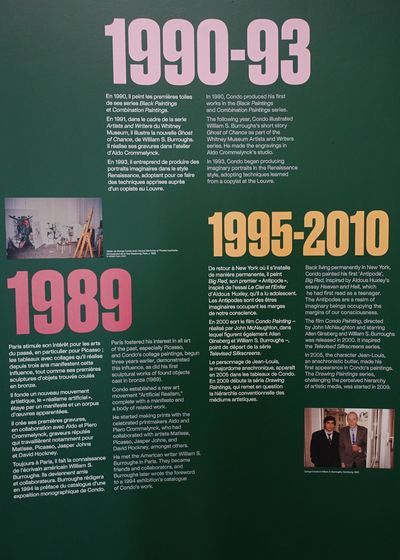 1990-93
En 1990, il peint les premières toiles
de ses séries Black Paintings
et Combination Paintings.
En 1991, dans le cadre de la série
Artists and Writers du Whitney
Museum, il illustre la nouvelle Ghost
of Chance, de William S. Burroughs.
Il réalise ses gravures dans l'atelier
d'Aldo Crommelynck.
En 1993, il entreprend de produire des
portraits imaginaires dans le style
Renaissance, adoptant pour ce faire
des techniques apprises auprès
d'un copiste au Louvre.
In 1990, Condo produced his first
works in the Black Paintings
and Combination Paintings series.
The following year, Condo illustrated
William S. Burroughs's short story
Ghost of Chance as part of the
Whitney Museum Artists and Writers
series. He made the engravings in
Aldo Crommelynck's studio.
In 1993, Condo began producing
imaginary portraits in the Renaissance
style, adopting techniques learned
from a copyist at the Louvre.
1989
Paris stimule son intérêt pour les arts
du passé, en particulier pour Picasso ;
les tableaux avec collages qu'il réalise
depuis trois ans manifestent cette
influence, tout comme ses premières
sculptures d'objets trouvés coulés
en bronze.
Il fonde un nouveau mouvement
artistique, le « réalisme artificiel »,
étayé par un manifeste et un corpus
d'œuvres apparentées.
Il crée ses premières gravures,
en collaboration avec Aldo et Piero
Crommelynck, graveurs réputés
qui travaillèrent notamment pour
Matisse, Picasso, Jasper Johns
et David Hockney.
Toujours à Paris, il fait la connaissance
de l'écrivain américain William S.
Burroughs. Ils deviennent amis
et collaborateurs. Burroughs rédigera
en 1994 la préface du catalogue d'une
exposition monographique de Condo.
Paris fostered his interest in all art
of the past, especially Picasso,
and Condo's collage paintings, begun
three years earlier, demonstrated
this influence, as did his first
sculptural works of found objects
cast in bronze (1989).
Condo established a new art
movement "Artificial Realism",
complete with a manifesto and
a body of related work.
He started making prints with the
celebrated printmakers Aldo and
Piero Crommelynck, who had
collaborated with artists Matisse,
Picasso, Jasper Johns, and
David Hockney, among others.
He met the American writer William S.
Burroughs in Paris. They became
friends and collaborators, and
Burroughs later wrote the foreword
to a 1994 exhibition's catalogue
of Condo's work.
1995-2010
De retour à New York où il s'installe
de manière permanente, il peint
Big Red, son premier « Antipode »,
inspiré de l'essai Le Ciel et l'Enfer
d'Aldous Huxley, qu'il a lu adolescent.
Les Antipodes sont des êtres
imaginaires occupant les marges
de notre conscience.
En 2000 sort le film Condo Painting –
réalisé par John McNaughton, dans
lequel figurent également Allen
Ginsberg et William S. Burroughs –,
point de départ de la série
Televised Silkscreens.
Le personnage de Jean-Louis,
le majordome anachronique, apparaît
en 2005 dans les tableaux de Condo.
En 2009 débute la série Drawing
Paintings, qui remet en question
la hiérarchie conventionnelle des
médiums artistiques.
Back living permanently in New York,
Condo painted his first 'Antipode',
Big Red, inspired by Aldous Huxley's
essay Heaven and Hell, which
he had first read as a teenager.
The Antipodes are a realm of
imaginary beings occupying the
margins of our consciousness.
The film Condo Painting, directed
by John McNaughton and starring
Allen Ginsberg and William S. Burroughs
was released in 2000. It inspired
the Televised Silkscreens series.
In 2005, the character Jean-Louis,
an anachronistic butler, made his
first appearance in Condo's paintings.
The Drawing Paintings series,
challenging the perceived hierarchy
of artistic media, was started in 2009.